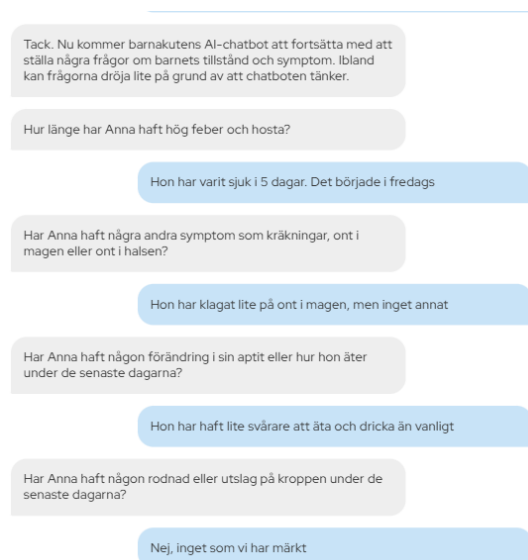 Tack. Nu kommer barnakutens AI-chatbot att fortsätta med att
ställa några frågor om barnets tillstånd och symptom. Ibland
kan frågorna dröja lite på grund av att chatboten tänker.
Hur länge har Anna haft hög feber och hosta?
Hon har varit sjuk i 5 dagar. Det började i fredags
Har Anna haft några andra symptom som kräkningar, ont i
magen eller ont i halsen?
Hon har klagat lite på ont i magen, men inget annat
Har Anna haft någon förändring i sin aptit eller hur hon äter
under de senaste dagarna?
Hon har haft lite svårare att äta och dricka än vanligt
Har Anna haft någon rodnad eller utslag på kroppen under de
senaste dagarna?
Nej, inget som vi har märkt